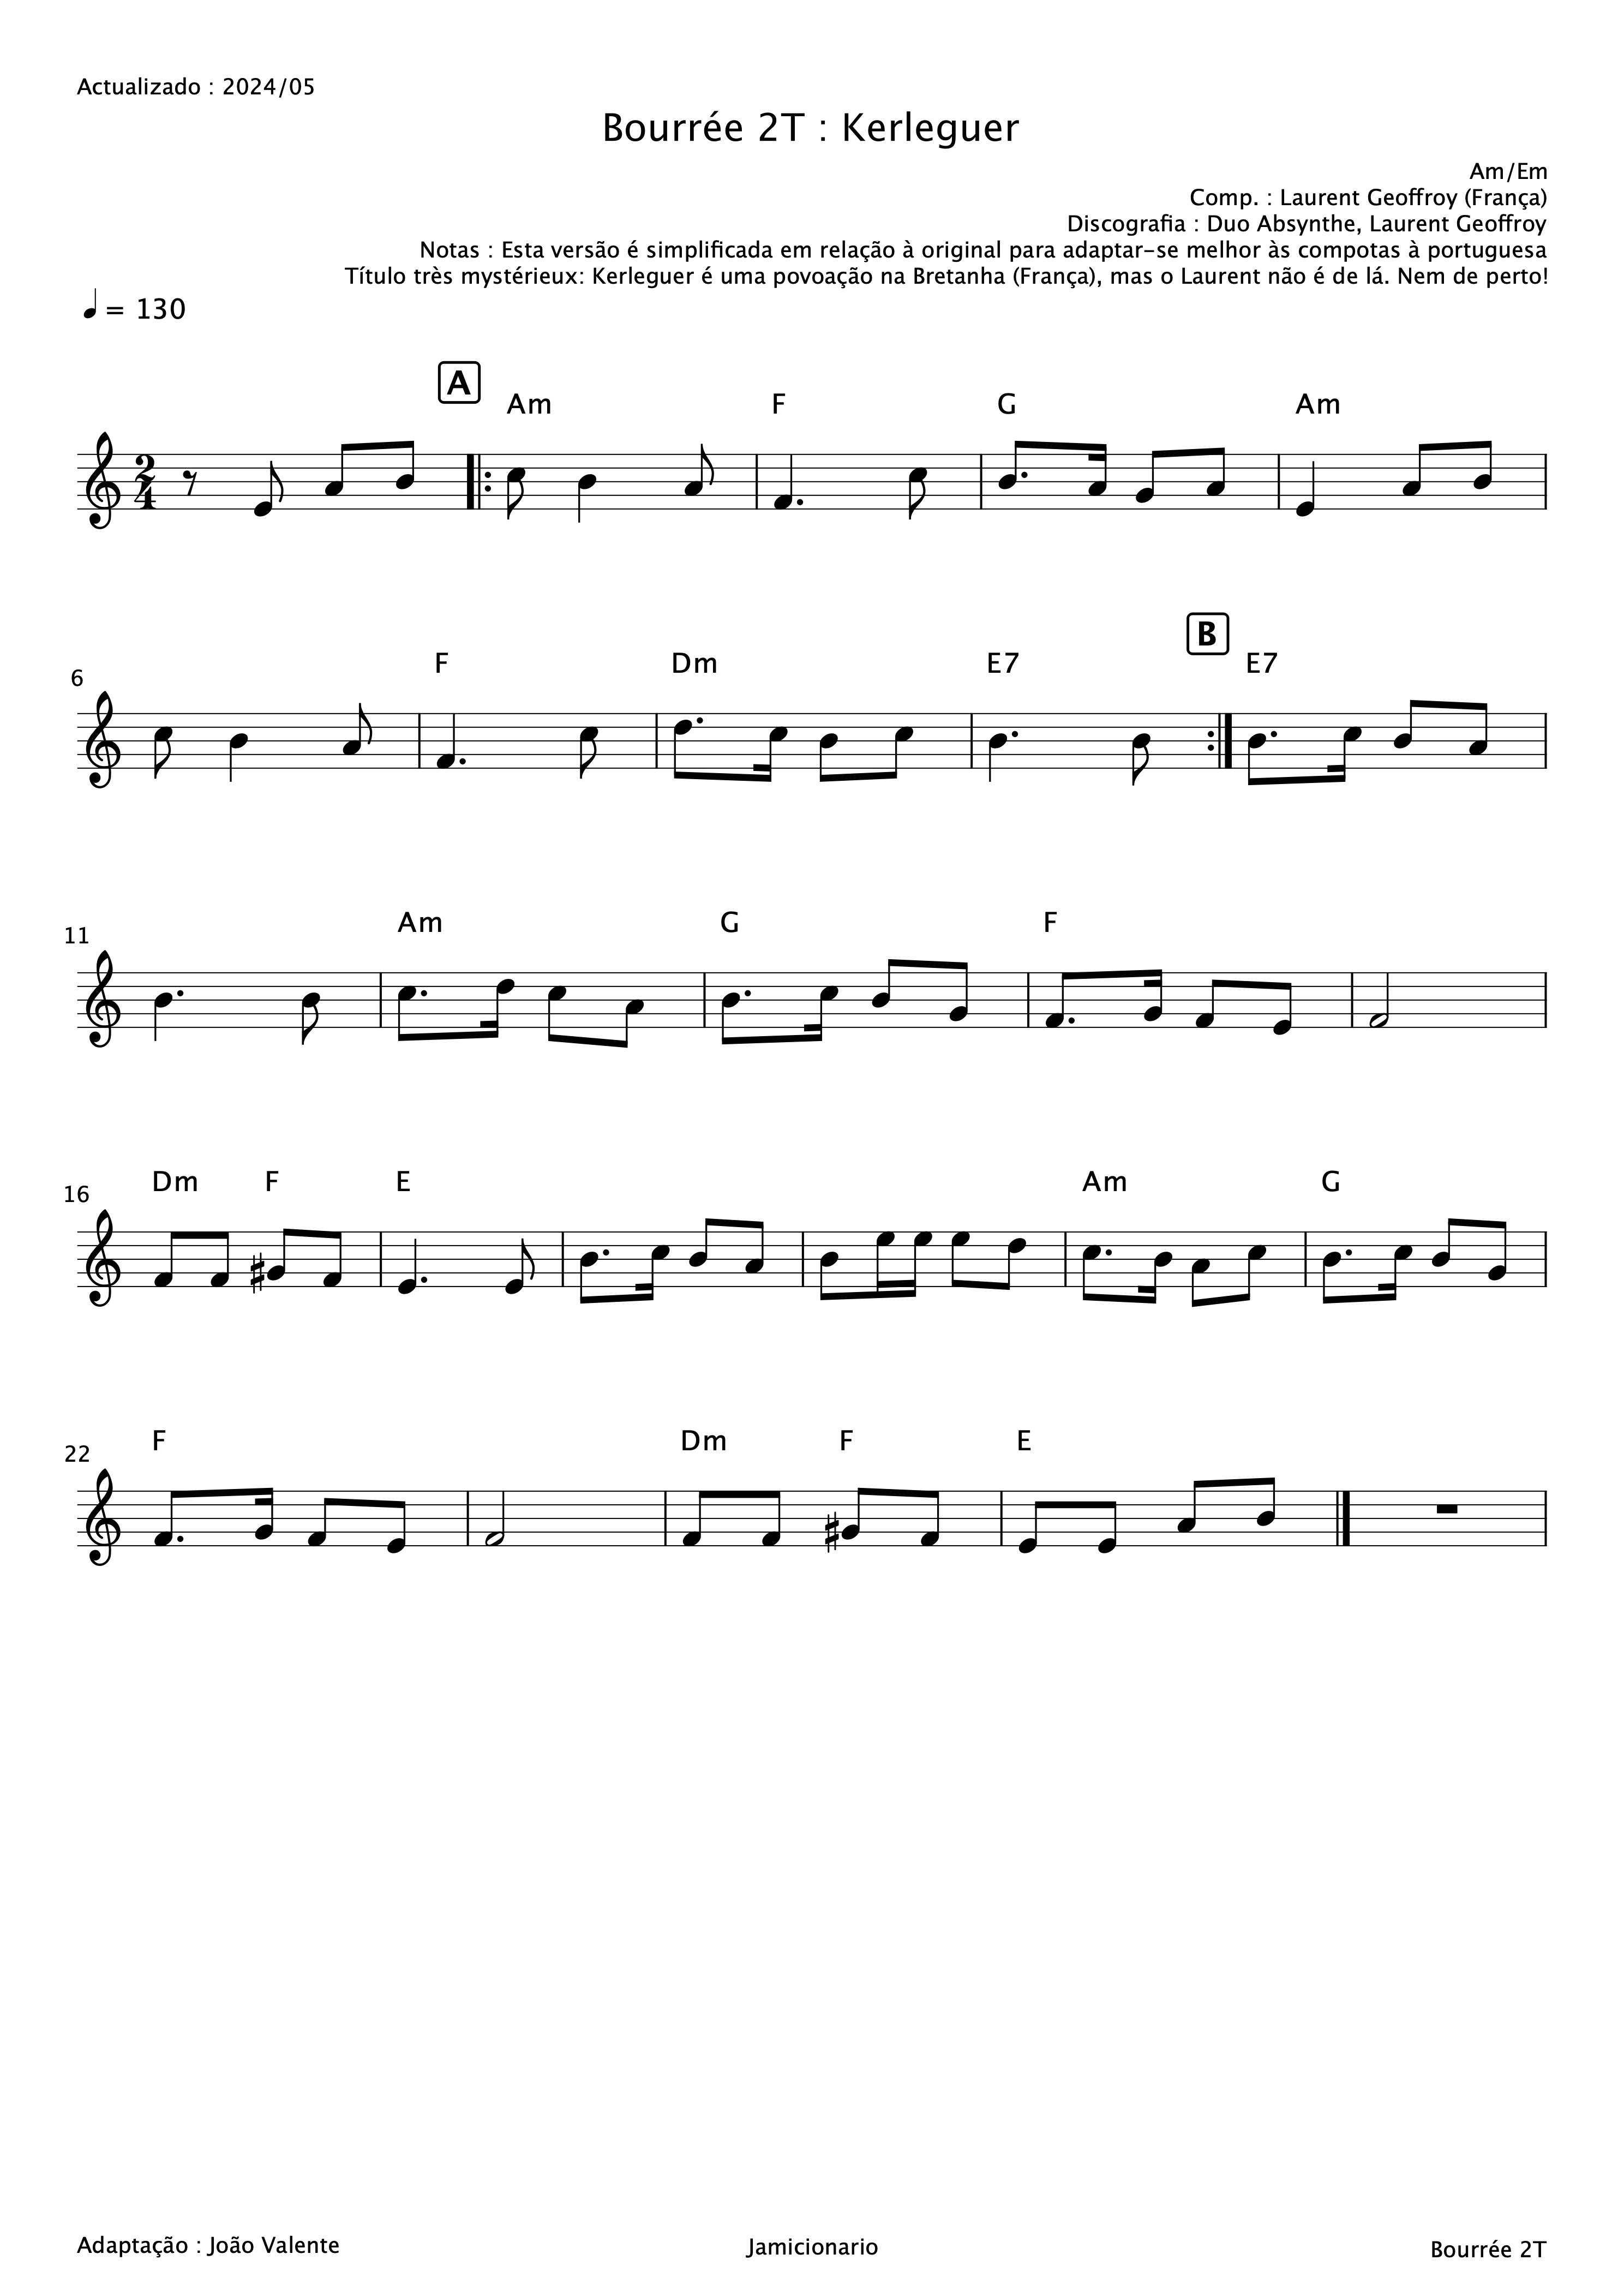 Actualizado : 2024/05
Bourrée 2T : Kerleguer
Am/Em
Comp. : Laurent Geoffroy (França)
Discografia : Duo Absynthe, Laurent Geoffroy
Notas : Esta versão é simplificada em relação à original para adaptar-se melhor às compotas à portuguesa
Título très mystérieux: Kerleguer é uma povoação na Bretanha (França), mas o Laurent não é de lá. Nem de perto!
= 130
A
Am F G Am
2
4
B
6 F Dm E7 E7
11 Am G F
16 Dm F E Am G
22 F Dm F E
Adaptação : João Valente Jamicionario Bourrée 2T